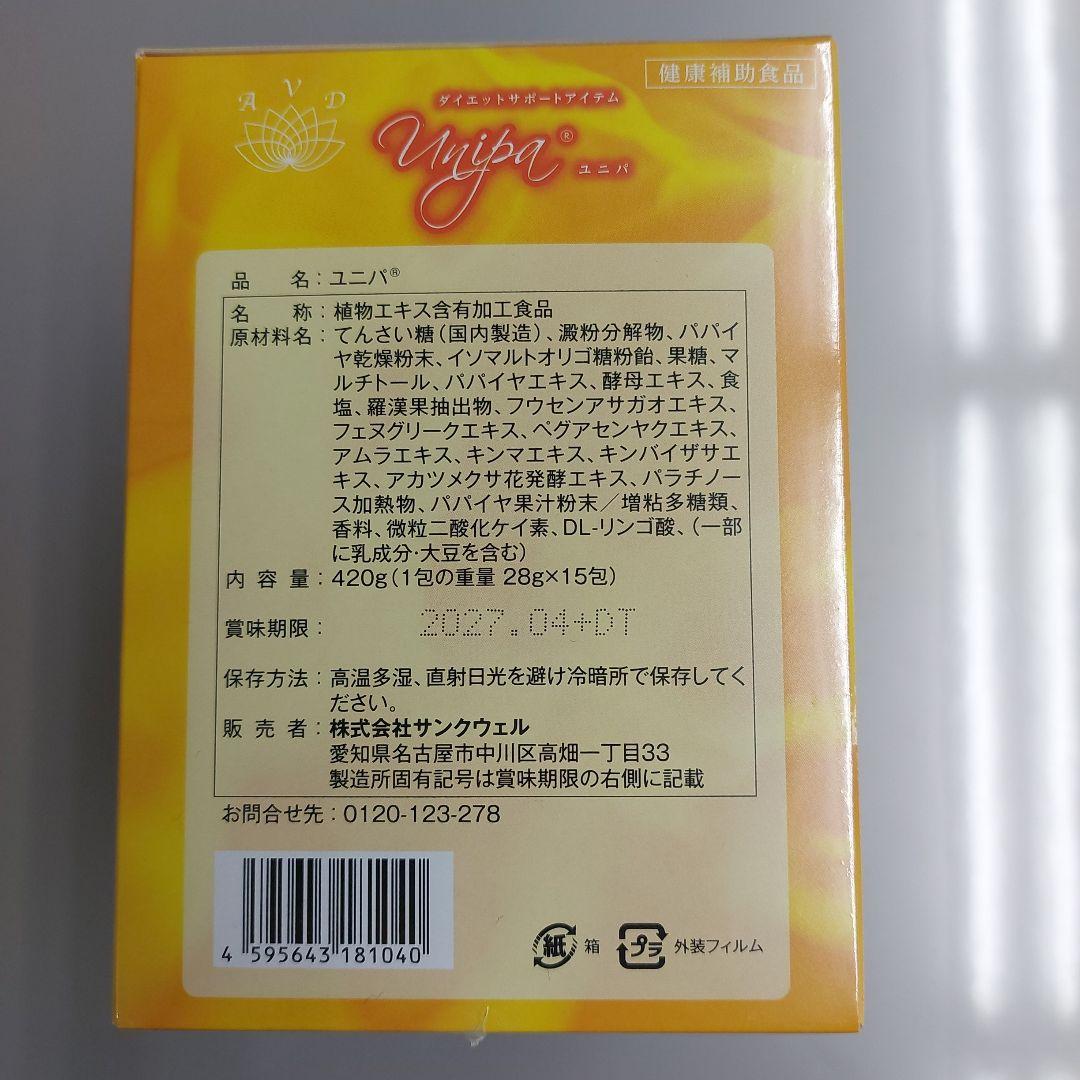 健康補助食品
AVD
ダイエットサポートアイテム
Unipa®
ユニパ
品名:ユニパ®
名称:植物エキス含有加工食品
原材料名:てんさい糖(国内製造)、澱粉分解物、パパイ
ヤ乾燥粉末、イソマルトオリゴ糖粉飴、果糖、マ
ルチトール、パパイヤエキス、酵母エキス、食
塩、羅漢果抽出物、フウセンアサガオエキス、
フェヌグリークエキス、ペグアセンヤクエキス、
アムラエキス、キンマエキス、キンバイザサエ
キス、アカツメクサ花発酵エキス、パラチノー
ス加熱物、パパイヤ果汁粉末/増粘多糖類、
香料、微粒二酸化ケイ素、DL-リンゴ酸、(一部
に乳成分・大豆を含む)
内容量:420g(1包の重量 28g×15包)
賞味期限: 2027.04+DT
保存方法:高温多湿、直射日光を避け冷暗所で保存してく
ださい。
販売者:株式会社サンクウェル
愛知県名古屋市中川区高畑一丁目33
製造所固有記号は賞味期限の右側に記載
お問合せ先:0120-123-278
4 595643 181040
紙 箱 プラ 外装フィルム